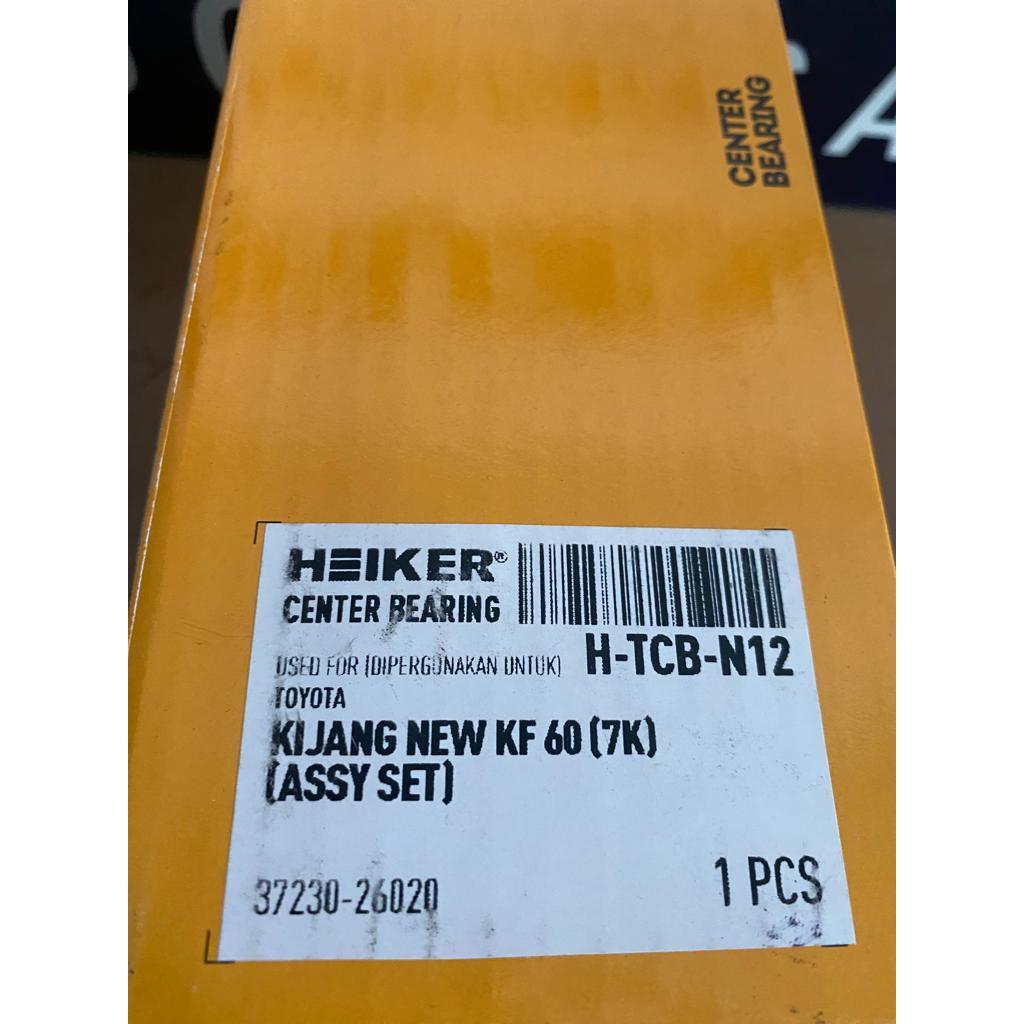 CENTER
BEARING
HEIKER®
CENTER BEARING
USED FOR (DIPERGUNAKAN UNTUK) H-TCB-N12
TOYOTA
KIJANG NEW KF 60 (7K)
(ASSY SET)
37230-26020 1 PCS